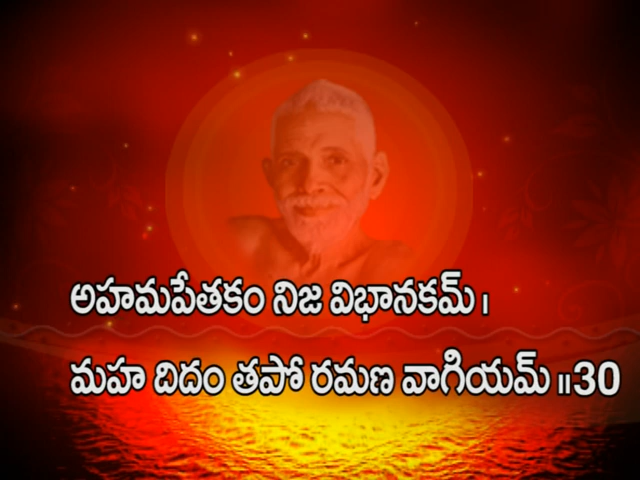 అహమపేతకం నిజ విభానకమ్ ।
మహ దిదం తపో రమణ వాగియమ్ ॥30